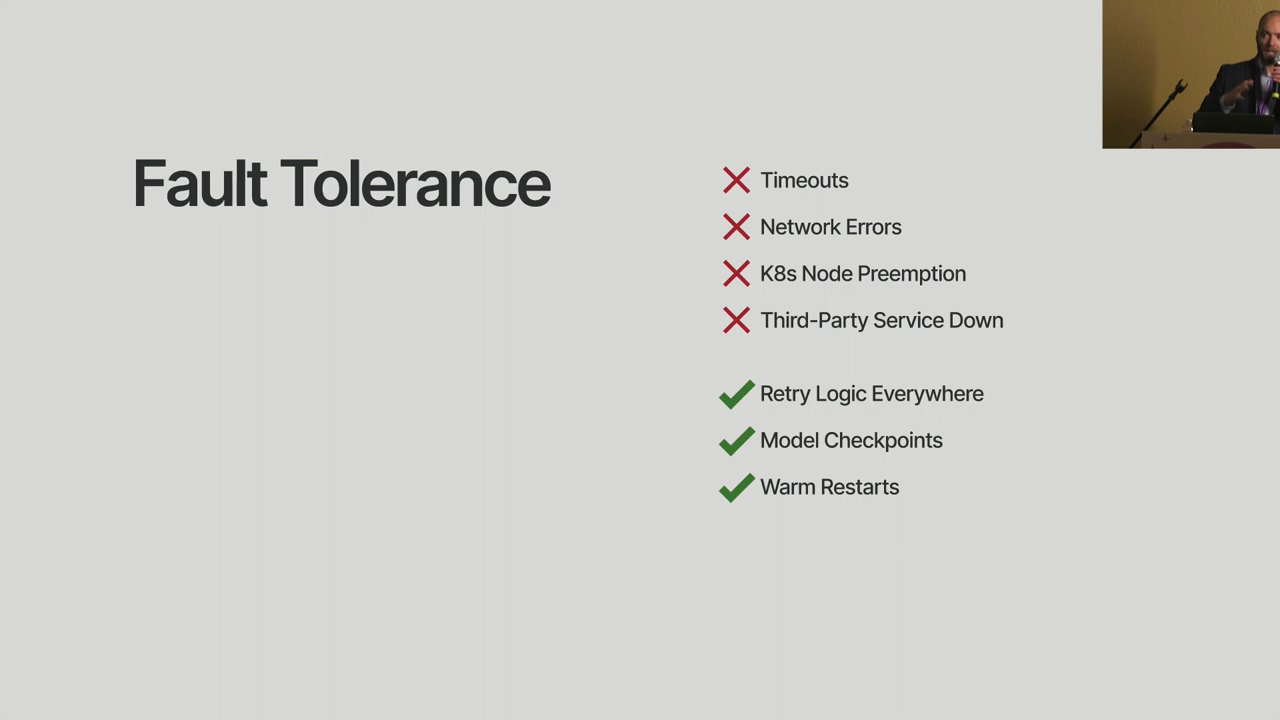 Fault Tolerance
Timeouts
Network Errors
K8s Node Preemption
Third-Party Service Down
Retry Logic Everywhere
Model Checkpoints
Warm Restarts